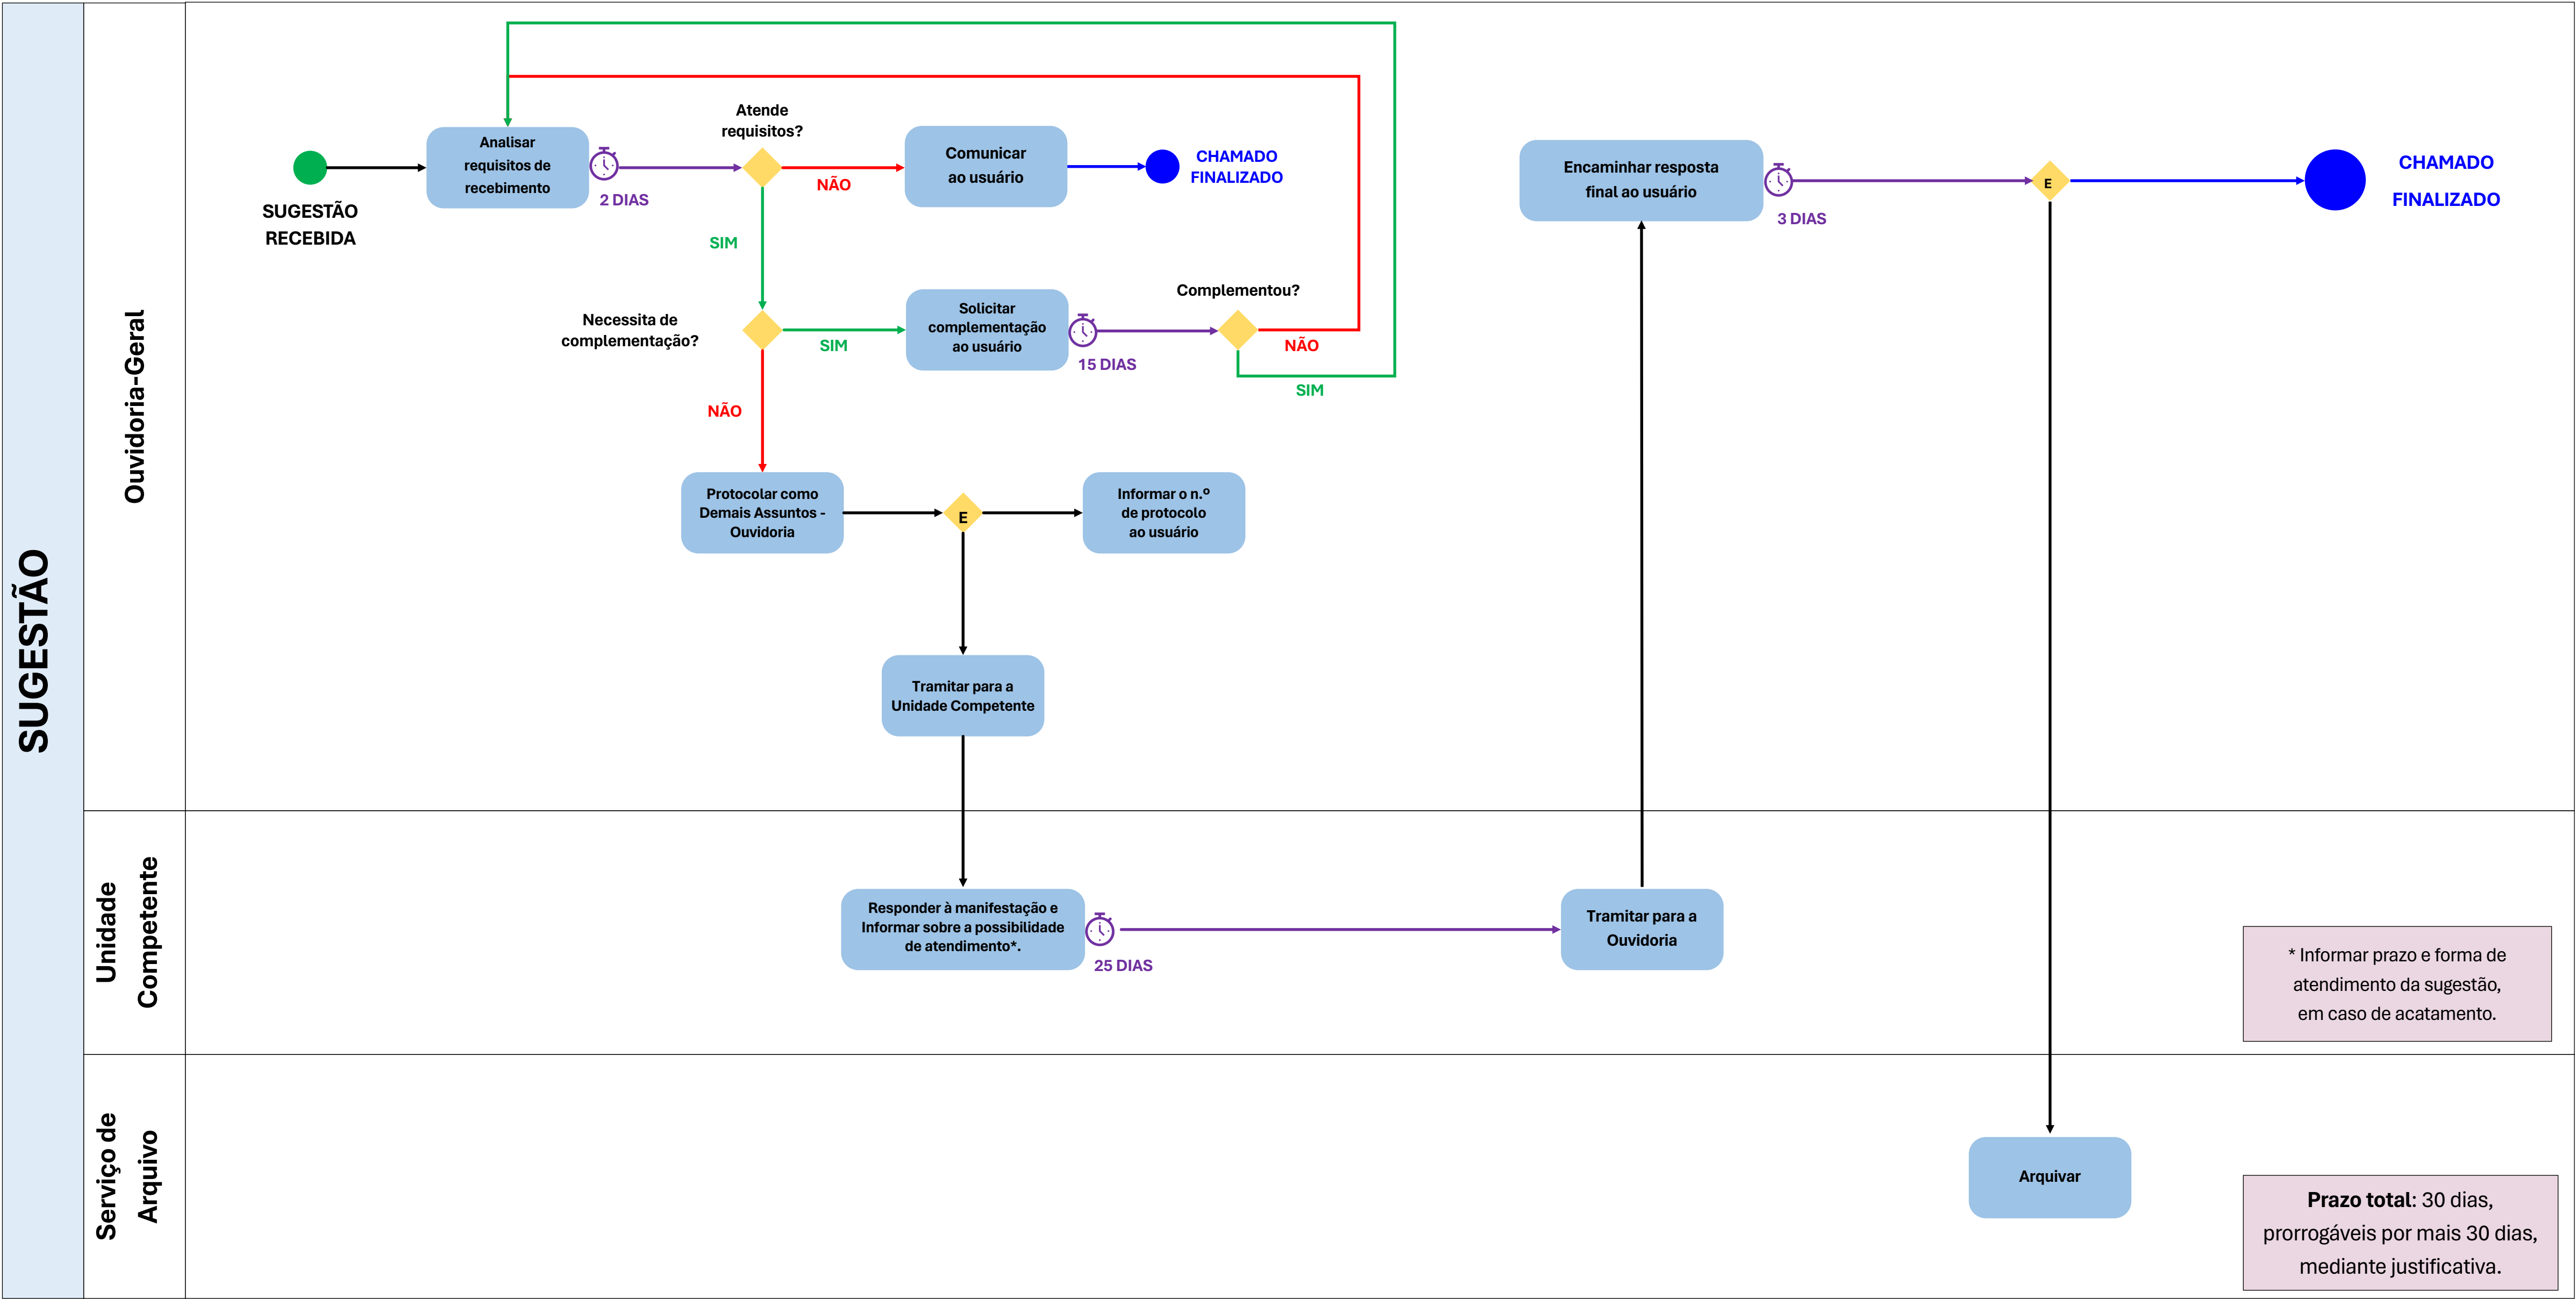 SUGESTÃO
Ouvidoria-Geral
SUGESTÃO
RECEBIDA
Analisar
requisitos de
recebimento
2 DIAS
Atende
requisitos?
NÃO
SIM
Comunicar
ao usuário
CHAMADO
FINALIZADO
Necessita de
complementação?
SIM
NÃO
Solicitar
complementação
ao usuário
15 DIAS
Complementou?
NÃO
SIM
Protocolar como
Demais Assuntos -
Ouvidoria
E
Informar o n.º
de protocolo
ao usuário
Tramitar para a
Unidade Competente
Encaminhar resposta
final ao usuário
3 DIAS
E
CHAMADO
FINALIZADO
Unidade
Competente
Responder à manifestação e
Informar sobre a possibilidade
de atendimento*.
25 DIAS
Tramitar para a
Ouvidoria
* Informar prazo e forma de
atendimento da sugestão,
em caso de acatamento.
Serviço de
Arquivo
Arquivar
Prazo total: 30 dias,
prorrogáveis por mais 30 dias,
mediante justificativa.